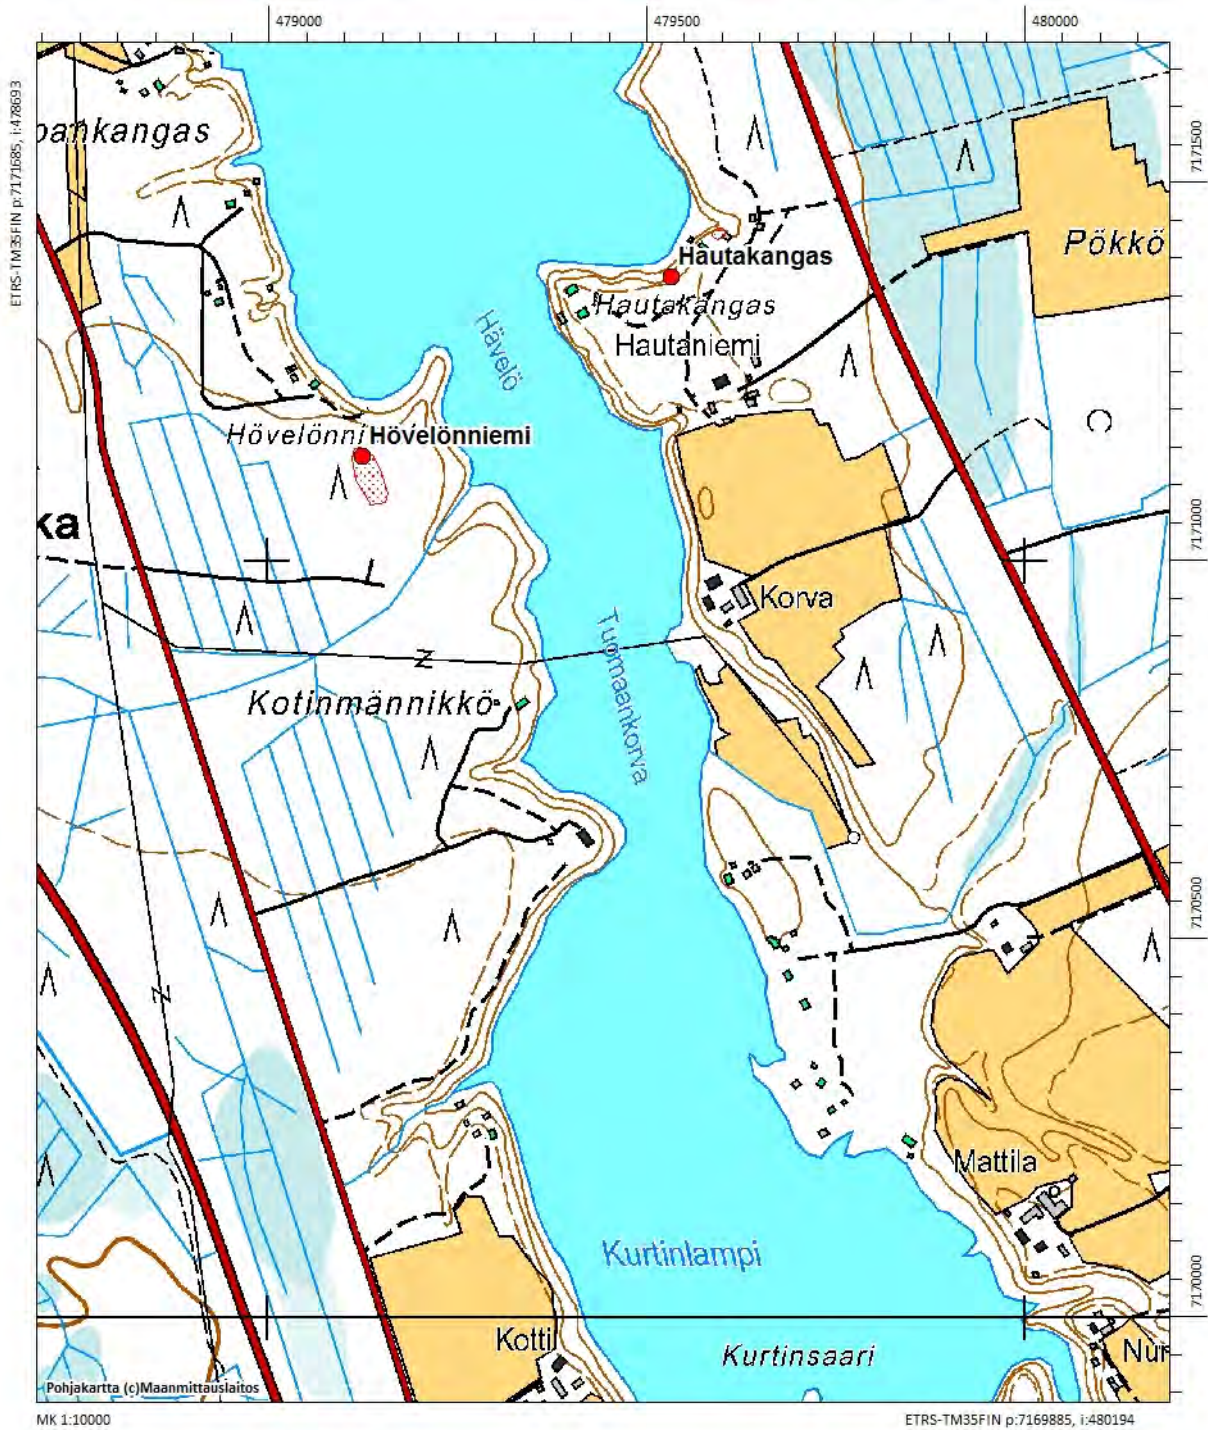 479000
479500
480000
ETRS-TM35FIN p:7171685, i:478693
pankangas
7171500
Hautakangas
Pökkö
Hautakangas
Hävelö
Hautaniemi
Hövelönni
Hövelönniemi
ka
7171000
Korva
Tuomaankorva
Kotinmännikkö
Z
7170500
Z
Mattila
Kurtinlampi
7170000
Kotti
Kurtinsaari
Nur
Pohjakartta (c)Maanmittauslaitos
MK 1:10000
ETRS-TM35FIN p:7169885, i:480194